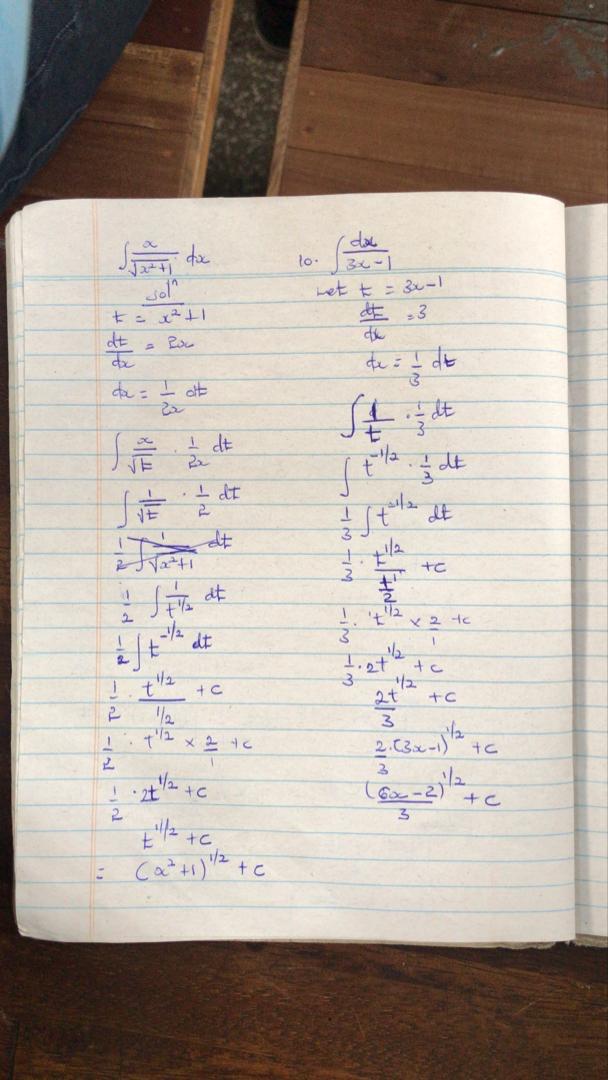 ∫ x/√(x²+1) dx
solⁿ
t = x² + 1
dt/dx = 2x
dx = 1/2x dt
∫ x/√t · 1/2x dt
∫ 1/√t · 1/2 dt
1/2 ∫ 1/√(x²+1) dt
1/2 ∫ 1/t^1/2 dt
1/2 ∫ t^-1/2 dt
1/2 · t^1/2 / 1/2 + c
1/2 · t^1/2 × 2/1 + c
1/2 · 2t^1/2 + c
t^1/2 + c
= (x² + 1)^1/2 + c
10. ∫ dx/3x - 1
Let t = 3x - 1
dt/dx = 3
dx = 1/3 dt
∫ 1/t · 1/3 dt
∫ t^-1/2 · 1/3 dt
1/3 ∫ t^-1/2 dt
1/3 · t^1/2 / 1/2 + c
1/3 · t^1/2 × 2/1 + c
1/3 · 2t^1/2 + c
2t^1/2 / 3 + c
2/3 · (3x-1)^1/2 + c
(6x - 2)^1/2 / 3 + c